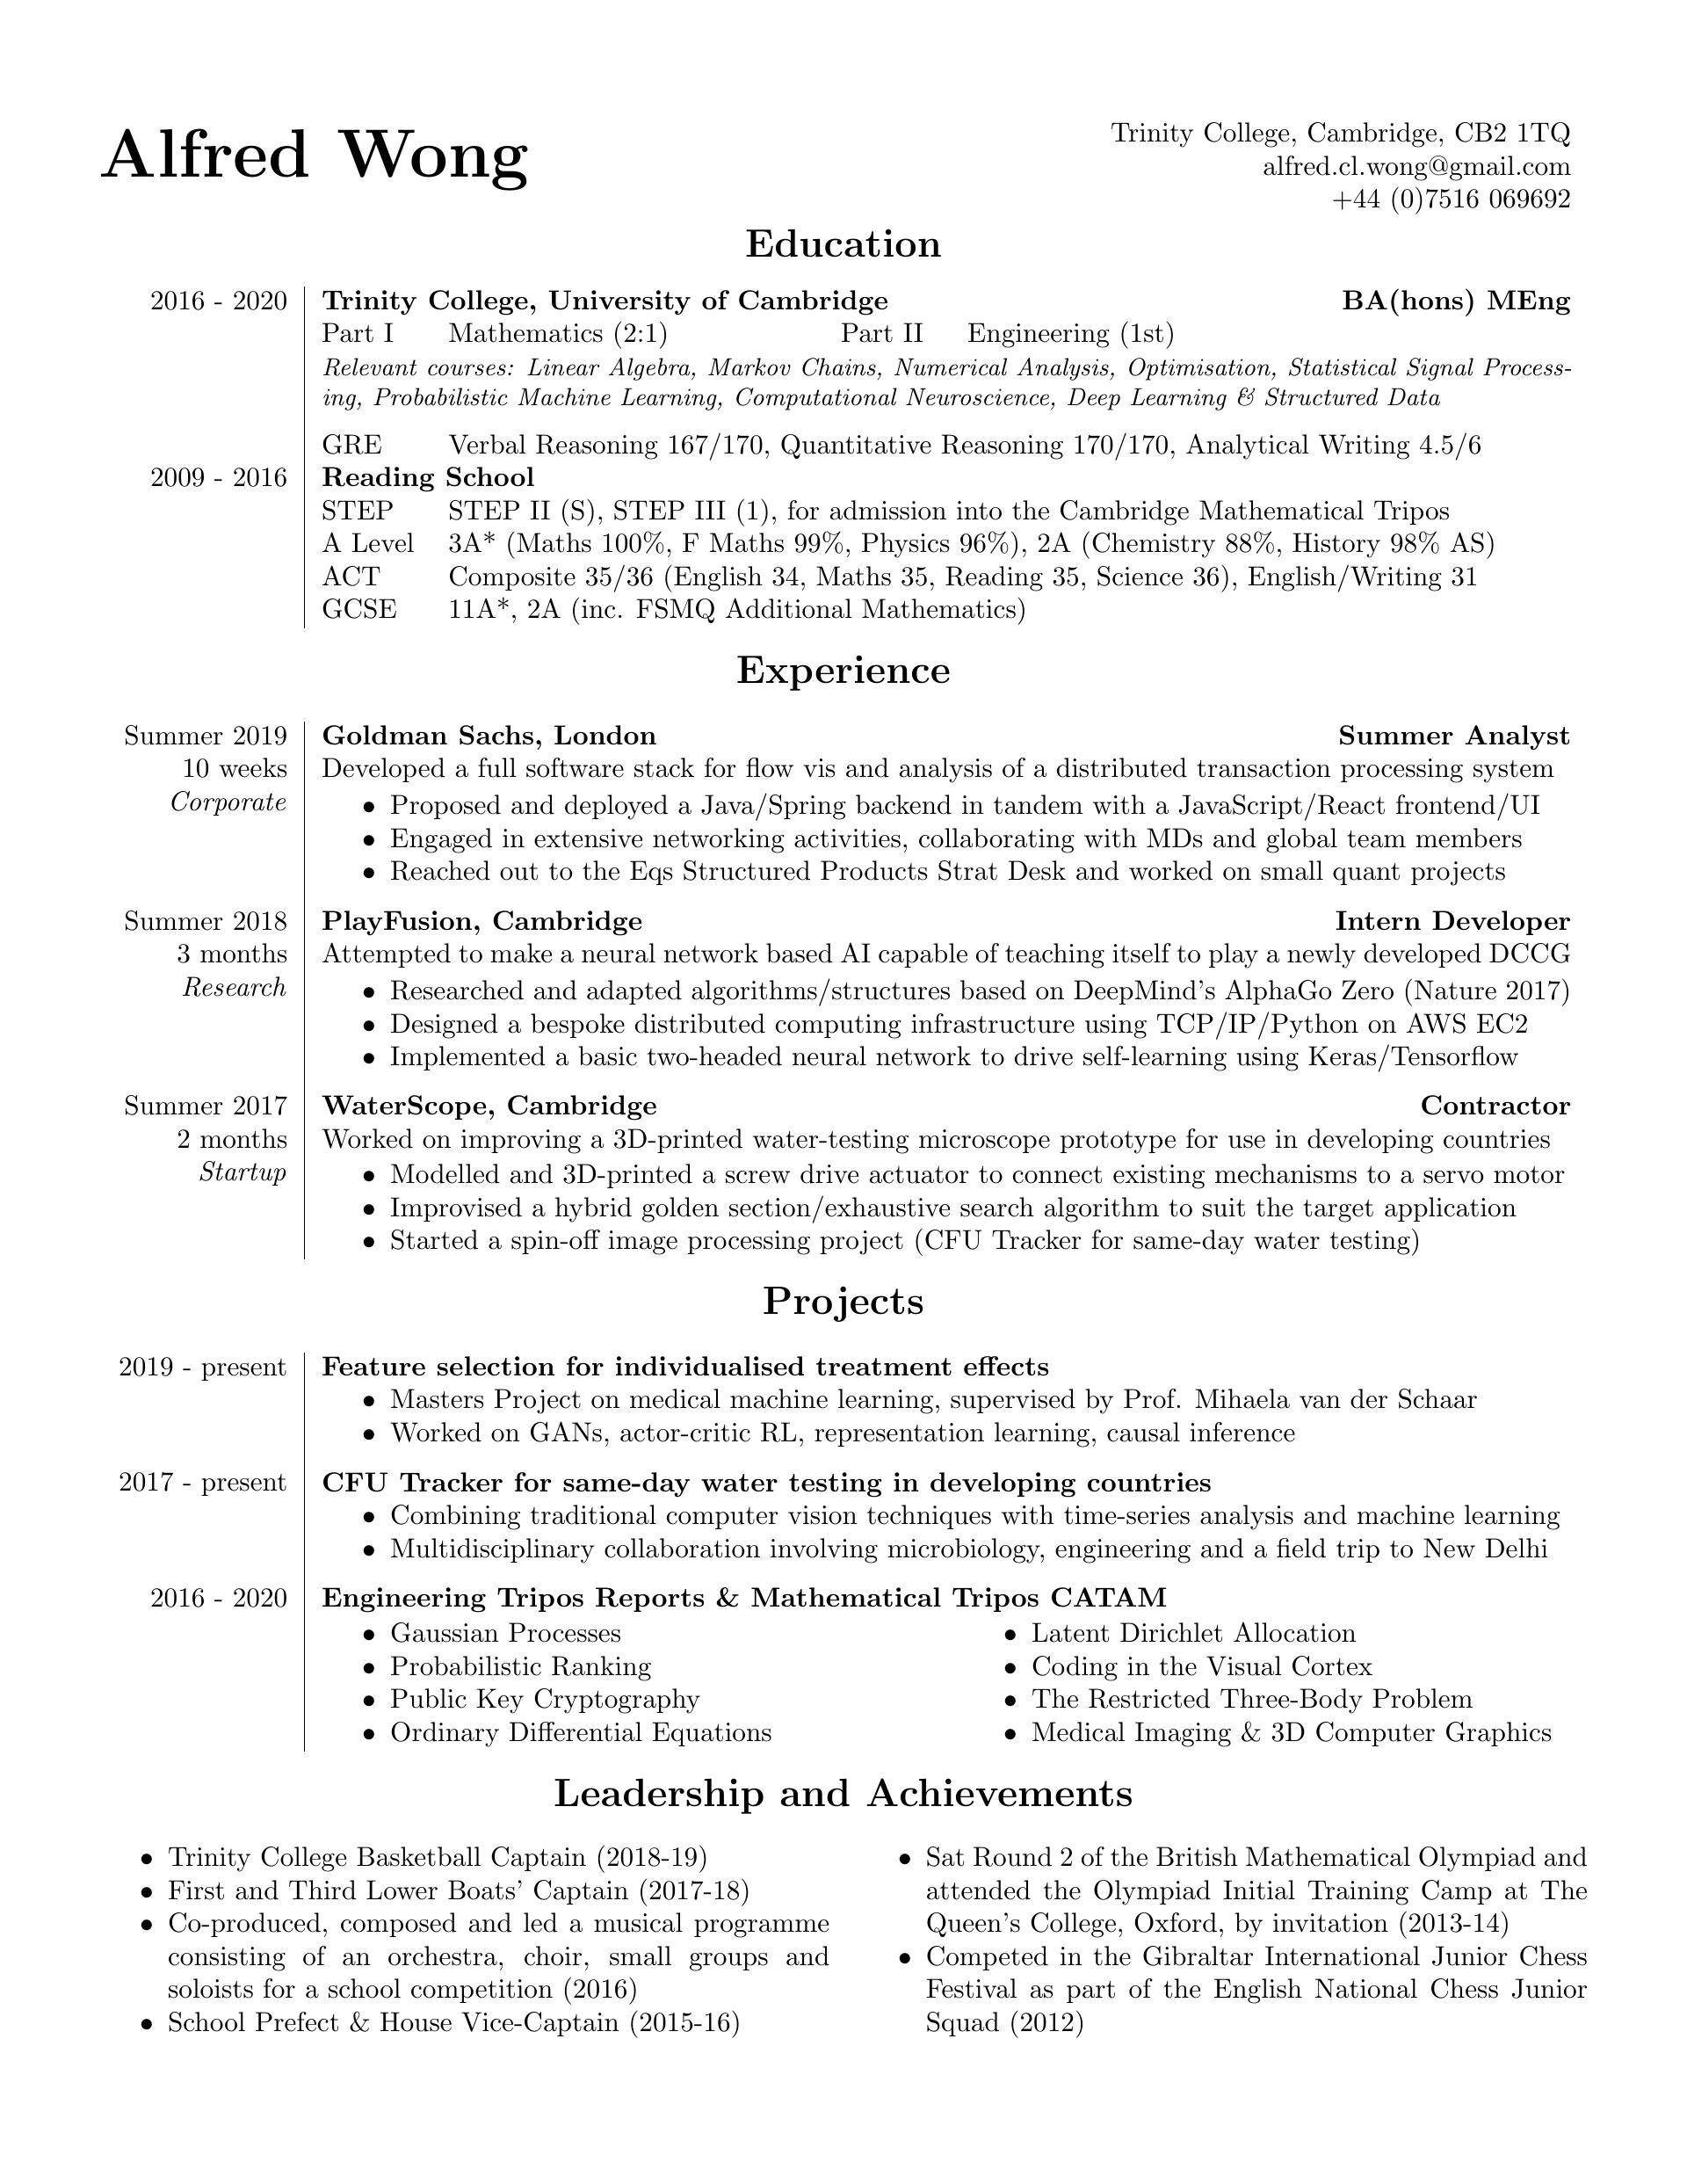 Alfred Wong
Trinity College, Cambridge, CB2 1TQ
alfred.cl.wong@gmail.com
+44 (0)7516 069692
Education
2016 - 2020 Trinity College, University of Cambridge BA(hons) MEng
Part I Mathematics (2:1) Part II Engineering (1st)
Relevant courses: Linear Algebra, Markov Chains, Numerical Analysis, Optimisation, Statistical Signal Process-
ing, Probabilistic Machine Learning, Computational Neuroscience, Deep Learning & Structured Data
GRE Verbal Reasoning 167/170, Quantitative Reasoning 170/170, Analytical Writing 4.5/6
2009 - 2016 Reading School
STEP STEP II (S), STEP III (1), for admission into the Cambridge Mathematical Tripos
A Level 3A* (Maths 100%, F Maths 99%, Physics 96%), 2A (Chemistry 88%, History 98% AS)
ACT Composite 35/36 (English 34, Maths 35, Reading 35, Science 36), English/Writing 31
GCSE 11A*, 2A (inc. FSMQ Additional Mathematics)
Experience
Summer 2019 Goldman Sachs, London Summer Analyst
10 weeks Developed a full software stack for flow vis and analysis of a distributed transaction processing system
Corporate • Proposed and deployed a Java/Spring backend in tandem with a JavaScript/React frontend/UI
• Engaged in extensive networking activities, collaborating with MDs and global team members
• Reached out to the Eqs Structured Products Strat Desk and worked on small quant projects
Summer 2018 PlayFusion, Cambridge Intern Developer
3 months Attempted to make a neural network based AI capable of teaching itself to play a newly developed DCCG
Research • Researched and adapted algorithms/structures based on DeepMind's AlphaGo Zero (Nature 2017)
• Designed a bespoke distributed computing infrastructure using TCP/IP/Python on AWS EC2
• Implemented a basic two-headed neural network to drive self-learning using Keras/Tensorflow
Summer 2017 WaterScope, Cambridge Contractor
2 months Worked on improving a 3D-printed water-testing microscope prototype for use in developing countries
Startup • Modelled and 3D-printed a screw drive actuator to connect existing mechanisms to a servo motor
• Improvised a hybrid golden section/exhaustive search algorithm to suit the target application
• Started a spin-off image processing project (CFU Tracker for same-day water testing)
Projects
2019 - present Feature selection for individualised treatment effects
• Masters Project on medical machine learning, supervised by Prof. Mihaela van der Schaar
• Worked on GANs, actor-critic RL, representation learning, causal inference
2017 - present CFU Tracker for same-day water testing in developing countries
• Combining traditional computer vision techniques with time-series analysis and machine learning
• Multidisciplinary collaboration involving microbiology, engineering and a field trip to New Delhi
2016 - 2020 Engineering Tripos Reports & Mathematical Tripos CATAM
• Gaussian Processes
• Probabilistic Ranking
• Public Key Cryptography
• Ordinary Differential Equations
• Latent Dirichlet Allocation
• Coding in the Visual Cortex
• The Restricted Three-Body Problem
• Medical Imaging & 3D Computer Graphics
Leadership and Achievements
• Trinity College Basketball Captain (2018-19)
• First and Third Lower Boats' Captain (2017-18)
• Co-produced, composed and led a musical programme
consisting of an orchestra, choir, small groups and
soloists for a school competition (2016)
• School Prefect & House Vice-Captain (2015-16)
• Sat Round 2 of the British Mathematical Olympiad and
attended the Olympiad Initial Training Camp at The
Queen's College, Oxford, by invitation (2013-14)
• Competed in the Gibraltar International Junior Chess
Festival as part of the English National Chess Junior
Squad (2012)